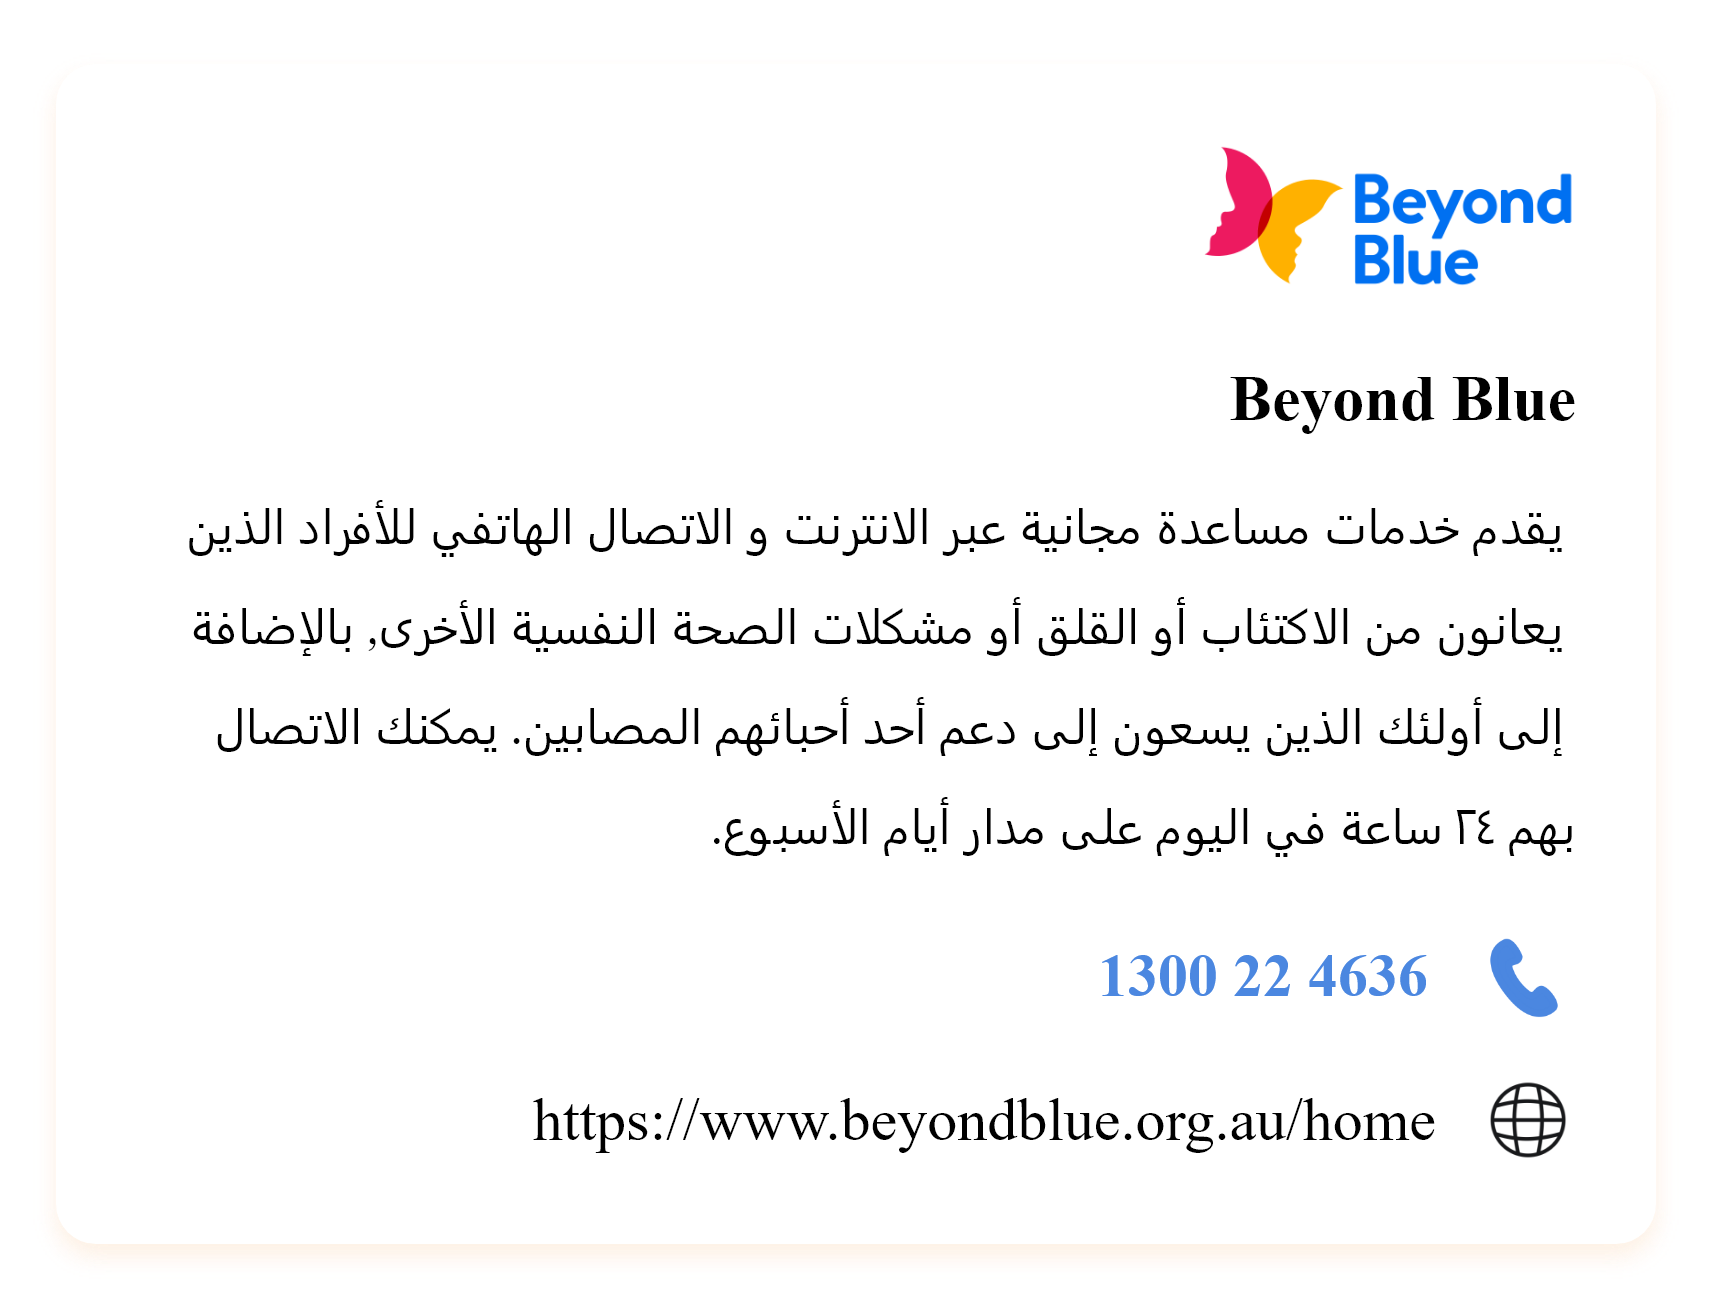 Beyond
Blue
Beyond Blue
يقدم خدمات مساعدة مجانية عبر الانترنت و الاتصال الهاتفي للأفراد الذين
يعانون من الاكتئاب أو القلق أو مشكلات الصحة النفسية الأخرى, بالإضافة
إلى أولئك الذين يسعون إلى دعم أحد أحبائهم المصابين. يمكنك الاتصال
بهم ٢٤ ساعة في اليوم على مدار أيام الأسبوع.
1300 22 4636
https://www.beyondblue.org.au/home